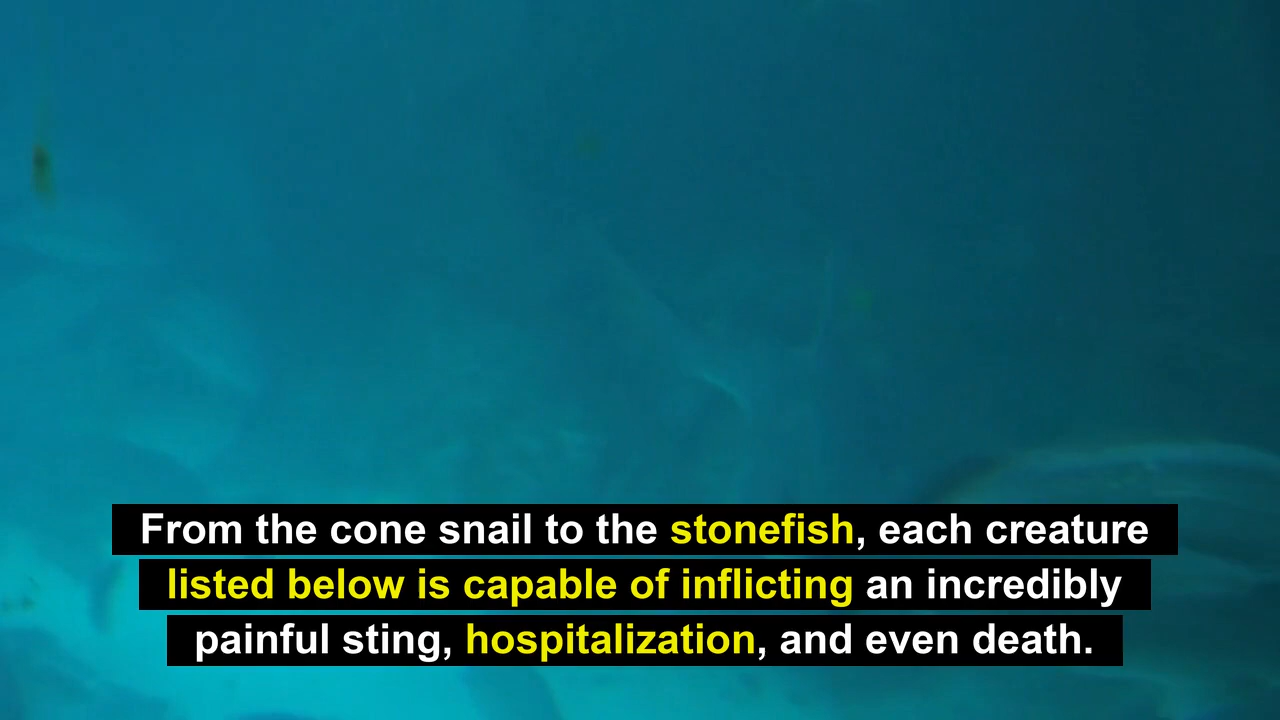 From the cone snail to the stonefish, each creature
listed below is capable of inflicting an incredibly
painful sting, hospitalization, and even death.